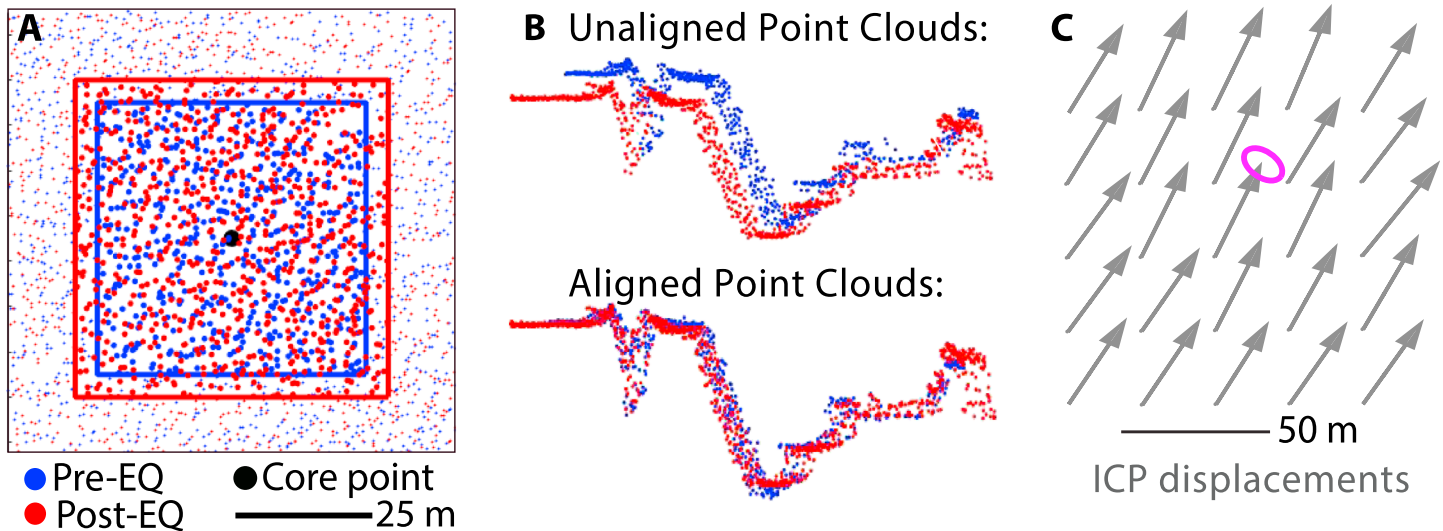 A
Pre-EQ
Core point
Post-EQ
25 m
B
Unaligned Point Clouds:
Aligned Point Clouds:
C
50 m
ICP displacements